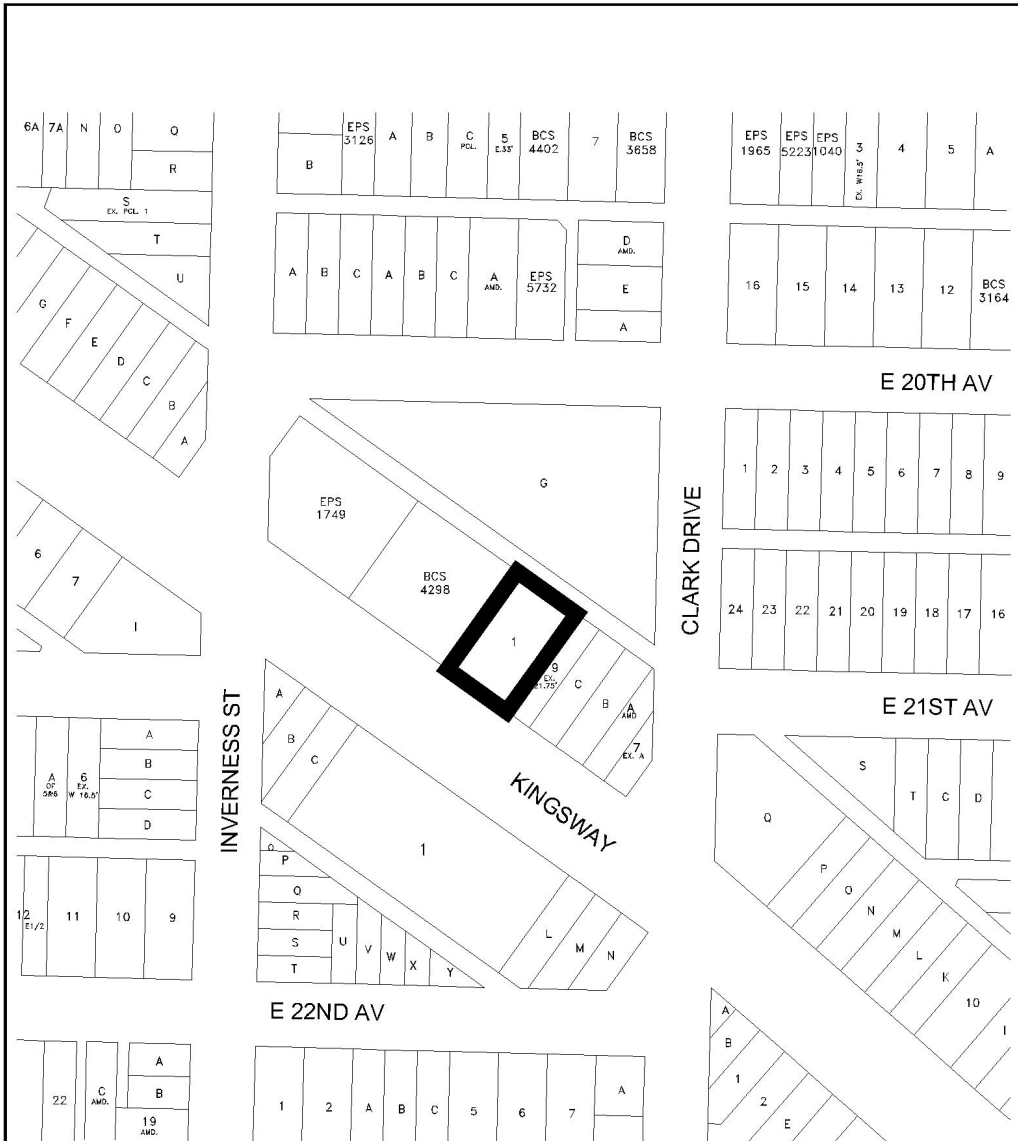 6A 7A N O Q
R
S
EX. PCL. 1
T
U
B
EPS
3126
A B
C
PCL.
5
E.33'
BCS
4402
7
BCS
3658
EPS
1965
EPS
5223
EPS
1040
3
EX. W16.5'
4 5 A
G F E D C B A
A B C A B C
A
AMD.
EPS
5732
D
AMD.
E
A
16 15 14 13 12
BCS
3164
E 20TH AV
EPS
1749
BCS
4298
G
1
9
EX.
C B
A
AMD
7
EX. A
CLARK DRIVE
1 2 3 4 5 6 7 8 9
24 23 22 21 20 19 18 17 16
E 21ST AV
6 7 I
INVERNESS ST
A
OF
5&6
6
EX.
W 16.5'
A
B
C
D
A B C
1
KINGSWAY
L M N
12
E1/2
11 10 9
O
P
Q
R
S
T
U V W X Y
E 22ND AV
S
T C D
Q P O N M L K 10 I
22
C
AMD.
A
B
19
AMD.
1 2 A B C 5 6 7 A
A
B
1
2
E